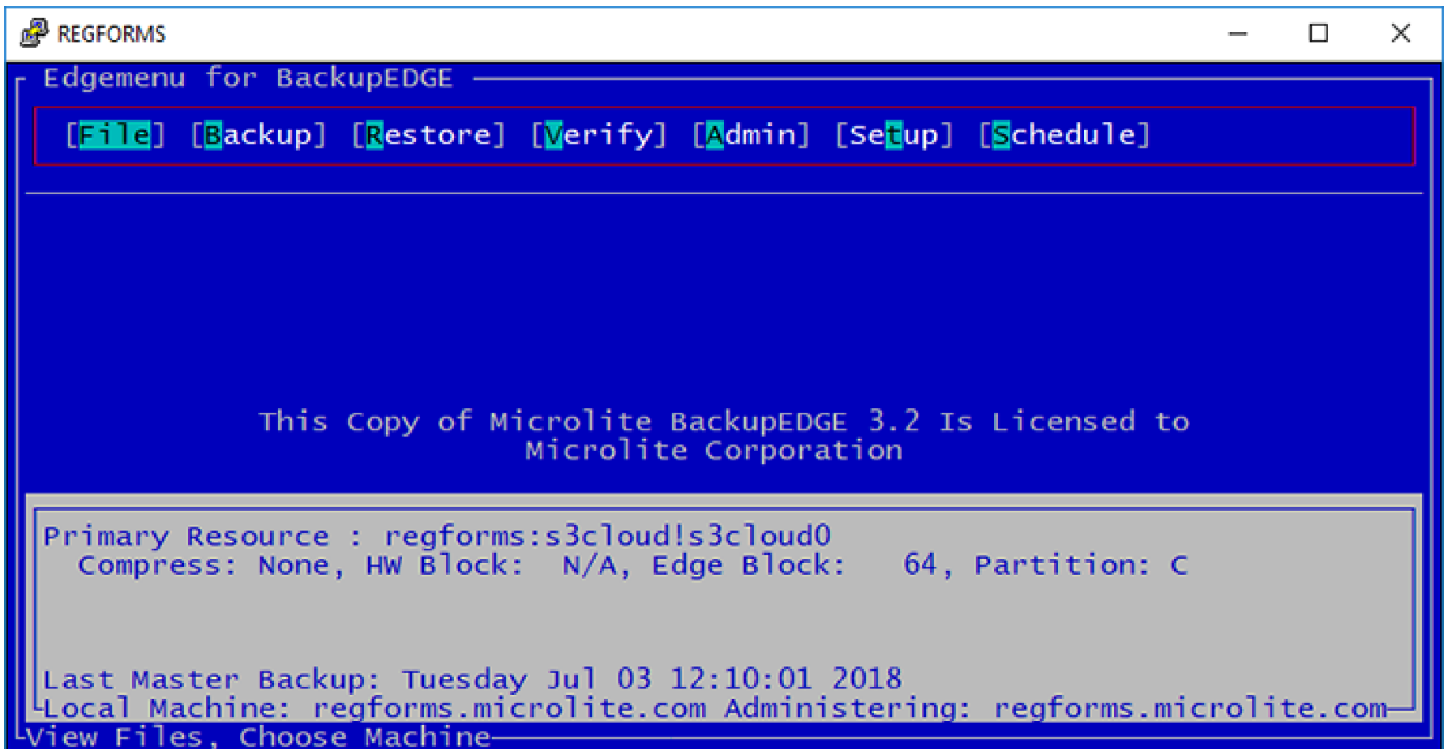 REGFORMS
Edgemenu for BackupEDGE
[File] [Backup] [Restore] [Verify] [Admin] [Setup] [Schedule]
This Copy of Microlite BackupEDGE 3.2 Is Licensed to
Microlite Corporation
Primary Resource : regforms:s3cloud!s3cloud0
Compress: None, HW Block:  N/A, Edge Block:   64, Partition: C
Last Master Backup: Tuesday Jul 03 12:10:01 2018
Local Machine: regforms.microlite.com Administering: regforms.microlite.com
View Files, Choose Machine